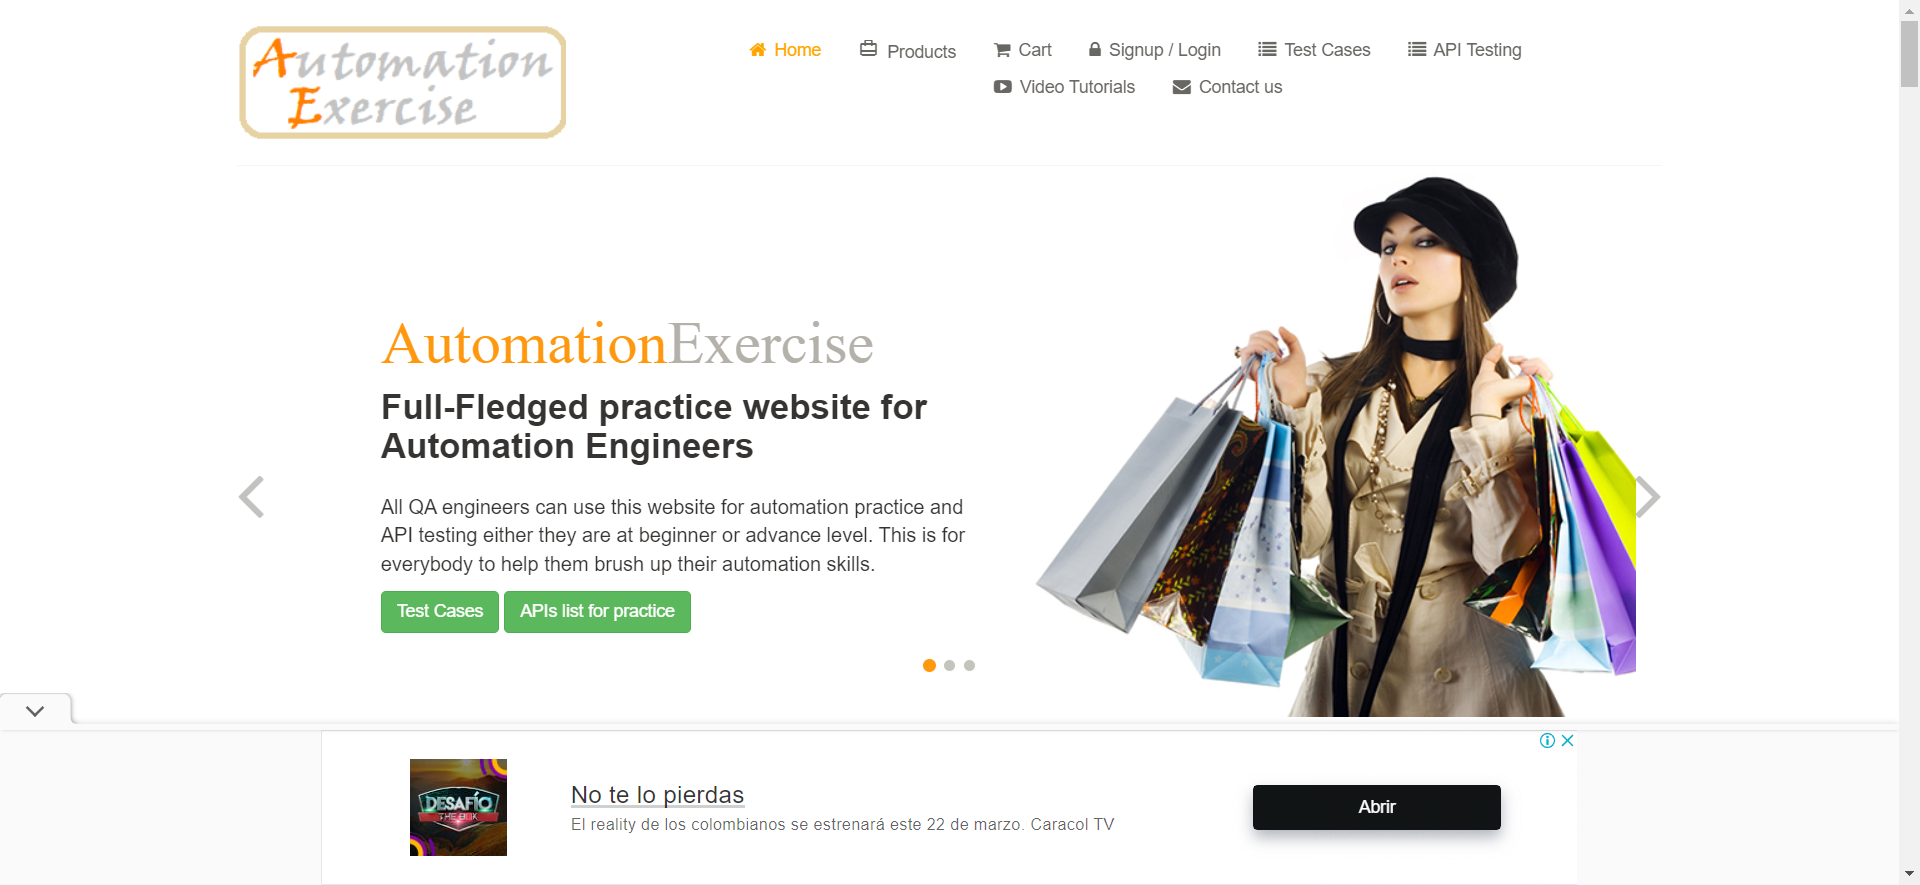 Automation
Exercise
Home
Products
Cart
Signup / Login
Test Cases
API Testing
Video Tutorials
Contact us
AutomationExercise
Full-Fledged practice website for
Automation Engineers
All QA engineers can use this website for automation practice and
API testing either they are at beginner or advance level. This is for
everybody to help them brush up their automation skills.
Test Cases
APIs list for practice
DESAFÍO
THE BOX
No te lo pierdas
El reality de los colombianos se estrenará este 22 de marzo. Caracol TV
Abrir